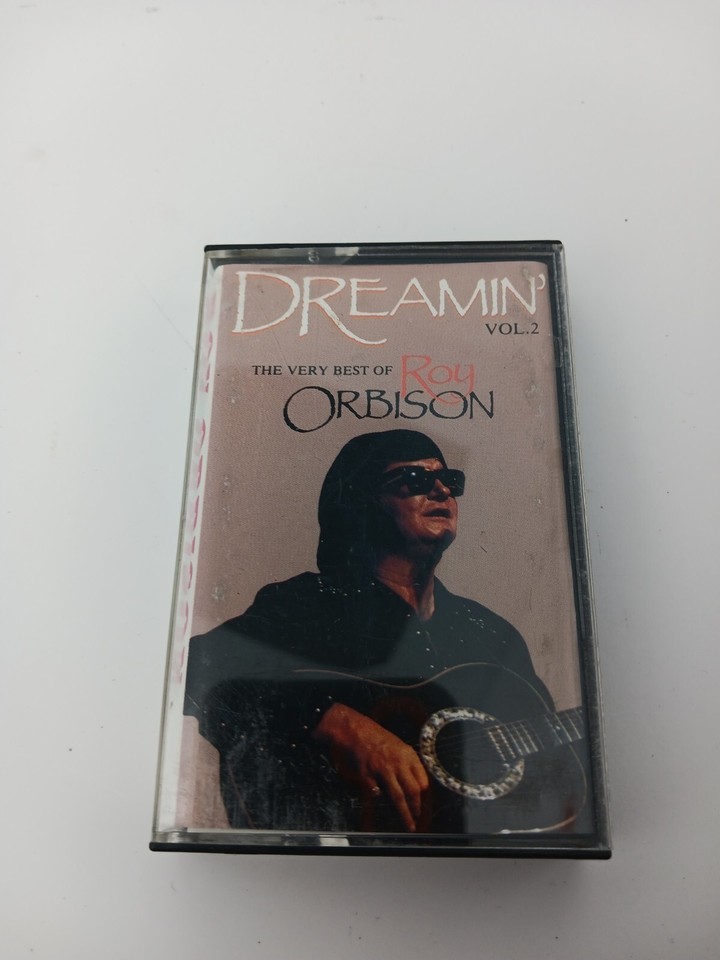 DREAMIN'
VOL.2
THE VERY BEST OF Roy
ORBISON